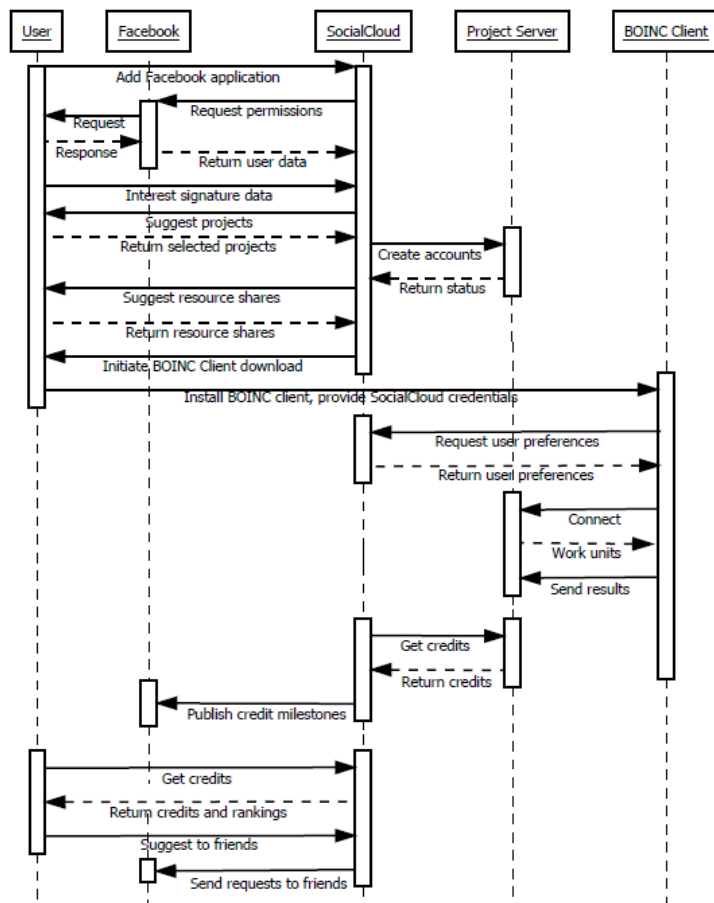 User
Facebook
SocialCloud
Project Server
BOINC Client
Add Facebook application
Request permissions
Request
Response
Return user data
Interest signature data
Suggest projects
Return selected projects
Create accounts
Return status
Suggest resource shares
Return resource shares
Initiate BOINC Client download
Install BOINC client, provide SocialCloud credentials
Request user preferences
Return user preferences
Connect
Work units
Send results
Get credits
Return credits
Publish credit milestones
Get credits
Return credits and rankings
Suggest to friends
Send requests to friends